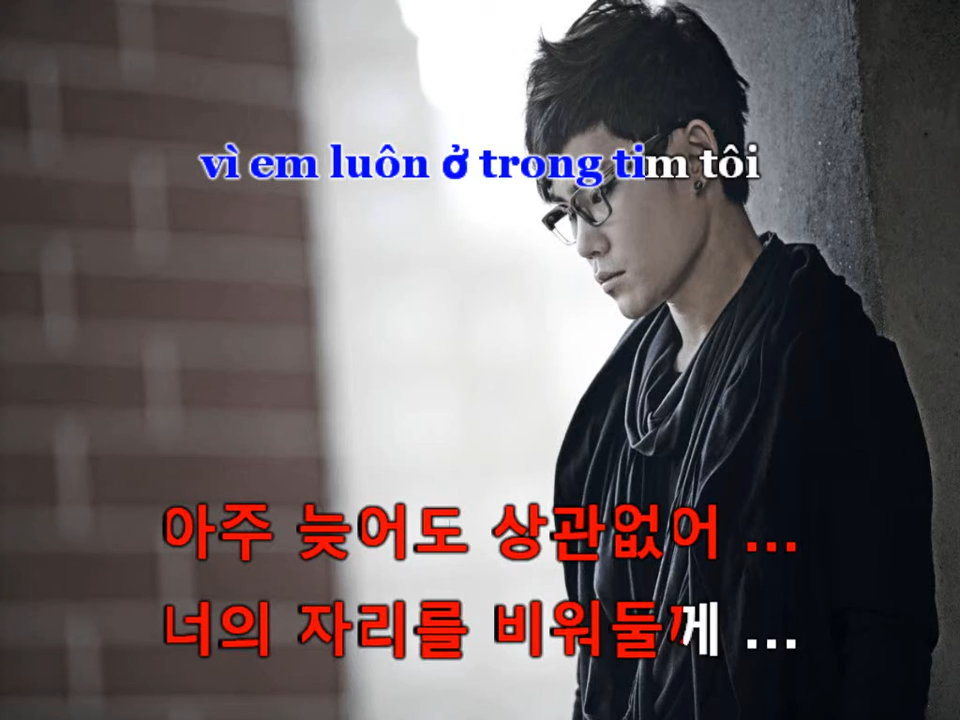 vì em luôn ở trong tim tôi
아주 늦어도 상관없어 ...
너의 자리를 비워둘께 ...